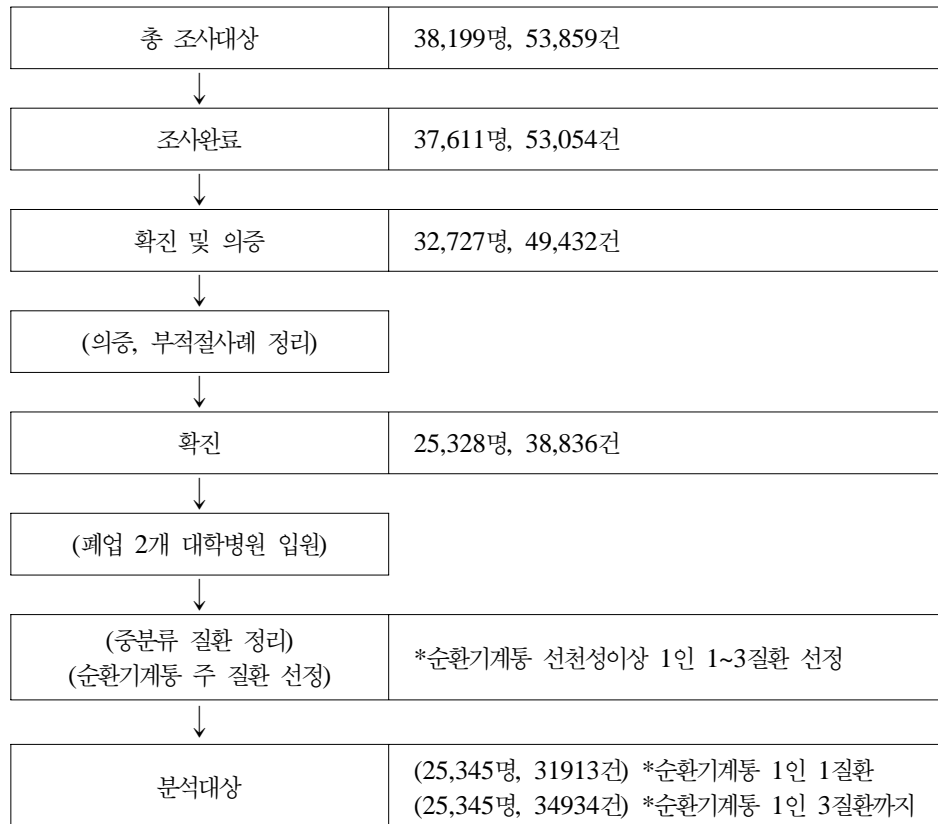 총 조사대상 38,199명, 53,859건
조사완료 37,611명, 53,054건
확진 및 의증 32,727명, 49,432건
(의증, 부적절사례 정리)
확진 25,328명, 38,836건
(폐업 2개 대학병원 입원)
(중분류 질환 정리)
(순환기계통 주 질환 선정)
*순환기계통 선천성이상 1인 1~3질환 선정
분석대상
(25,345명, 31913건) *순환기계통 1인 1질환
(25,345명, 34934건) *순환기계통 1인 3질환까지